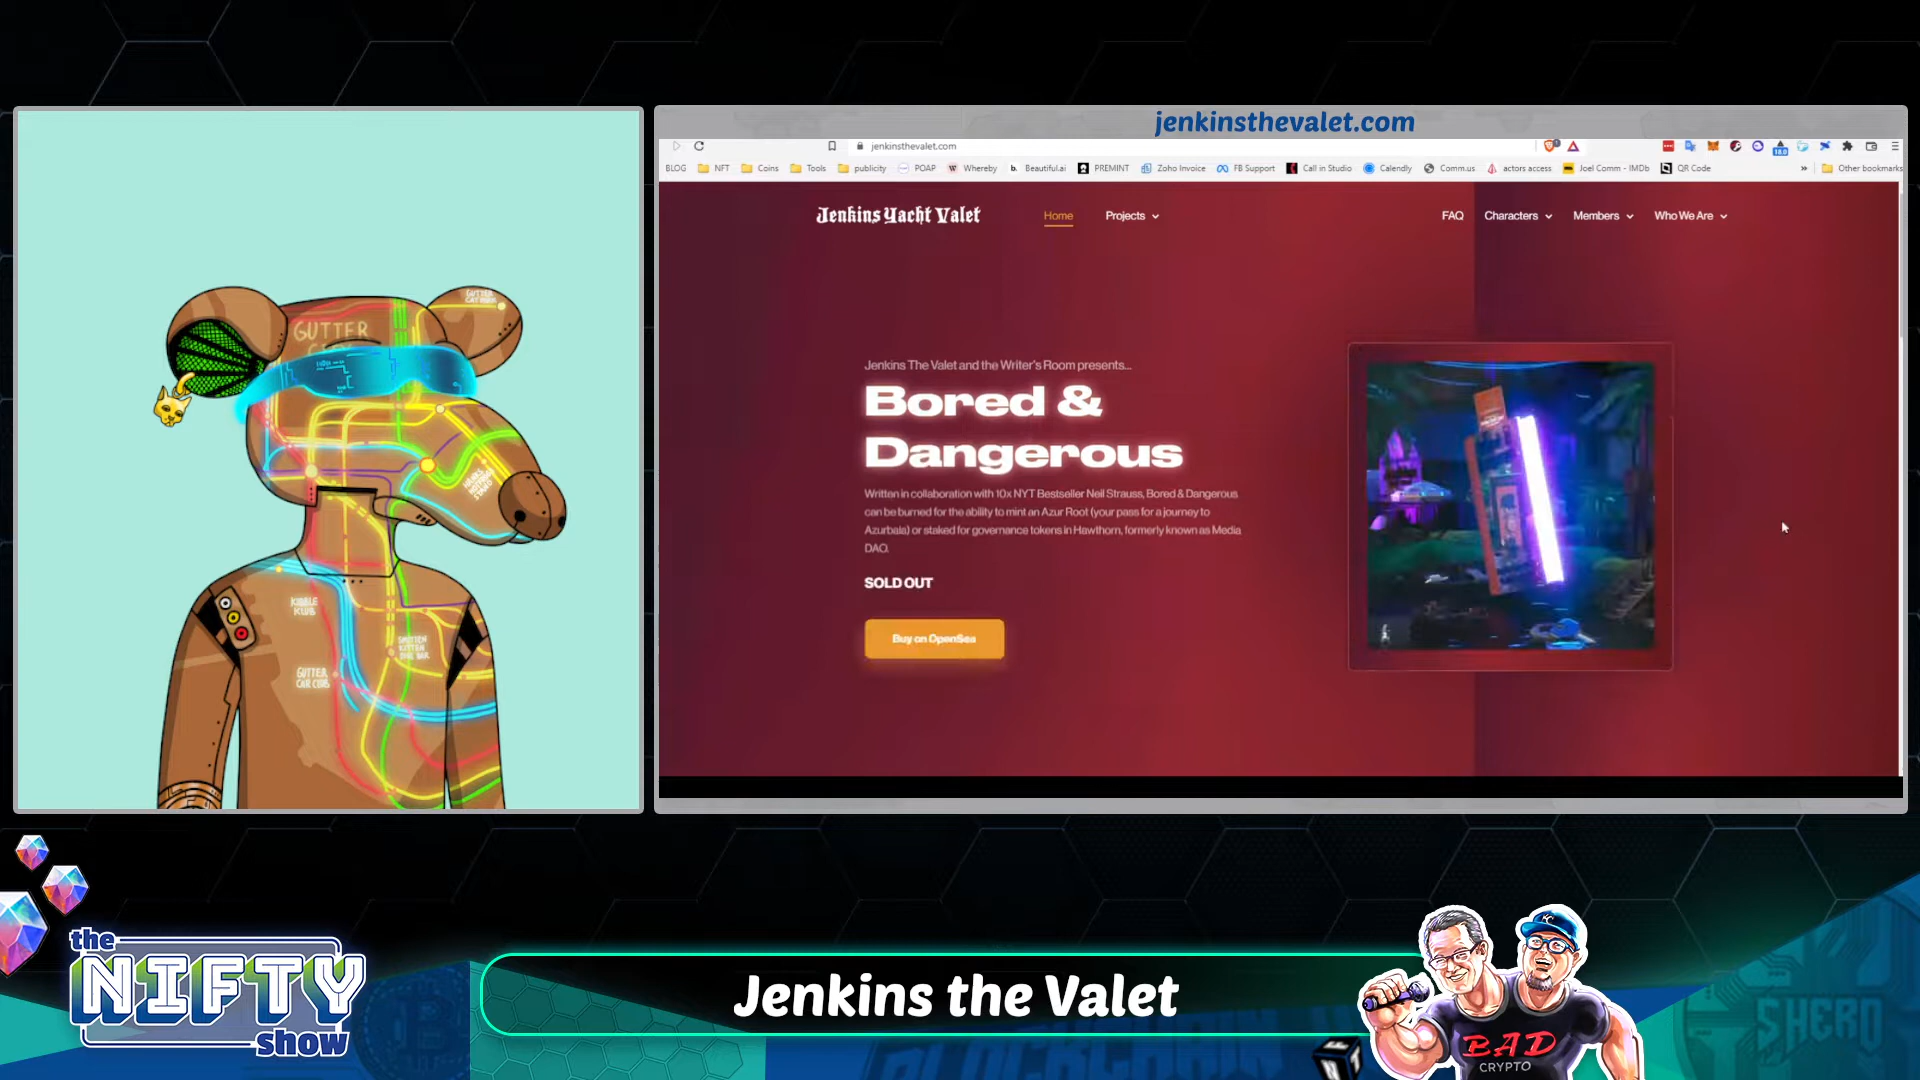 jenkinsthevalet.com
jenkinsthevalet.com
BLOG NFT Coins Tools publicity POAP Whereby Beautiful.ai PREMINT Zoho Invoice FB Support Call in Studio Calendly Comm.us actors access Joel Comm - IMDb QR Code » Other bookmarks
Jenkins Yacht Valet Home Projects FAQ Characters Members Who We Are
Jenkins The Valet and the Writer's Room presents...
Bored &
Dangerous
Written in collaboration with 10x NYT Bestseller Neil Strauss, Bored & Dangerous
can be burned for the ability to mint an Azur Root (your pass for a journey to
Azurbala) or staked for governance tokens in Hawthorn, formerly known as Media
DAO.
SOLD OUT
Buy on OpenSea
GUTTER
KIBBLE
KLUB
GUTTER
CAR CLUB
the
NIFTY
show
Jenkins the Valet
KC
BAD
CRYPTO
$HERO
BLOCKCHAIN